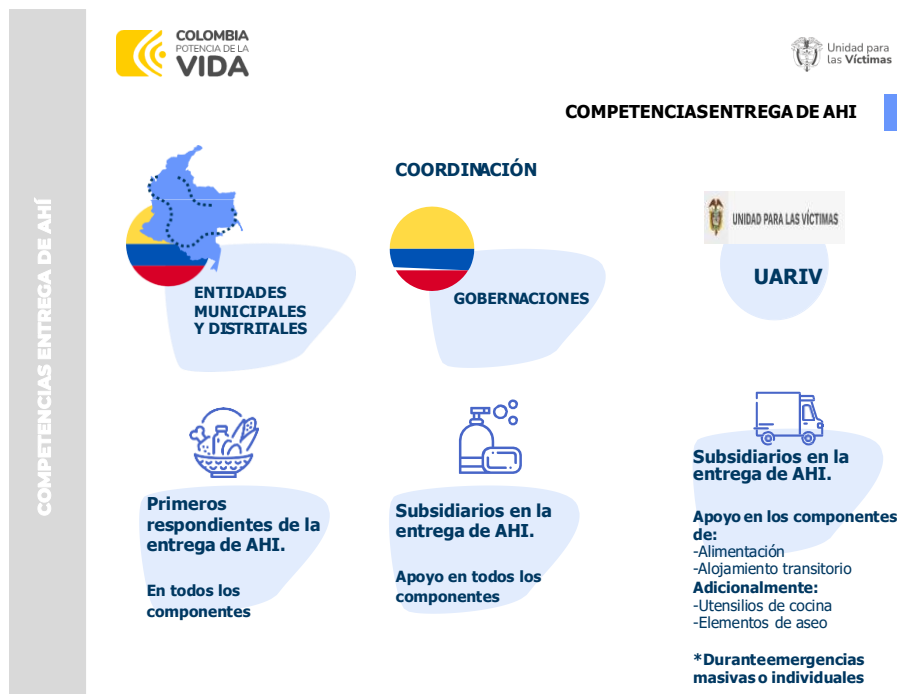 COLOMBIA
POTENCIA DE LA
VIDA
Unidad para
las Víctimas
COMPETENCIAS ENTREGA DE AHÍ
COMPETENCIASENTREGA DE AHI
COORDINACIÓN
UNIDAD PARA LAS VÍCTIMAS
ENTIDADES
MUNICIPALES
Y DISTRITALES
GOBERNACIONES
UARIV
Primeros
respondientes de la
entrega de AHI.
En todos los
componentes
Subsidiarios en la
entrega de AHI.
Apoyo en todos los
componentes
Subsidiarios en la
entrega de AHI.
Apoyo en los componentes
de:
-Alimentación
-Alojamiento transitorio
Adicionalmente:
-Utensilios de cocina
-Elementos de aseo
*Duranteemergencias
masivas o individuales